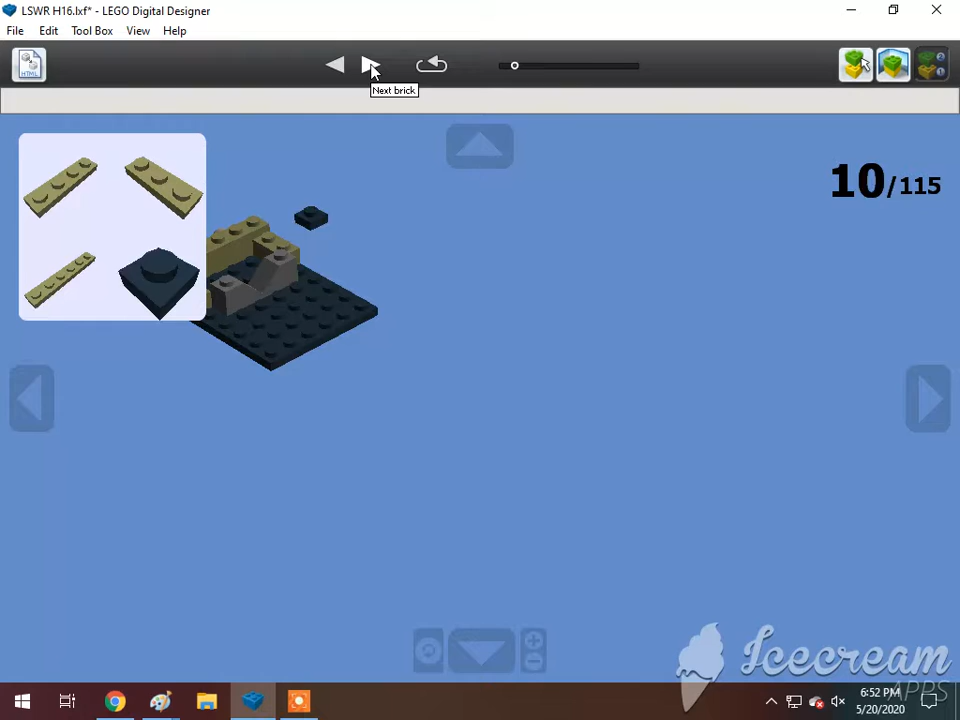 LSWR H16.lxf* - LEGO Digital Designer
File Edit Tool Box View Help
HTML
Next brick
10/115
Icecream
APPS
6:52 PM
5/20/2020